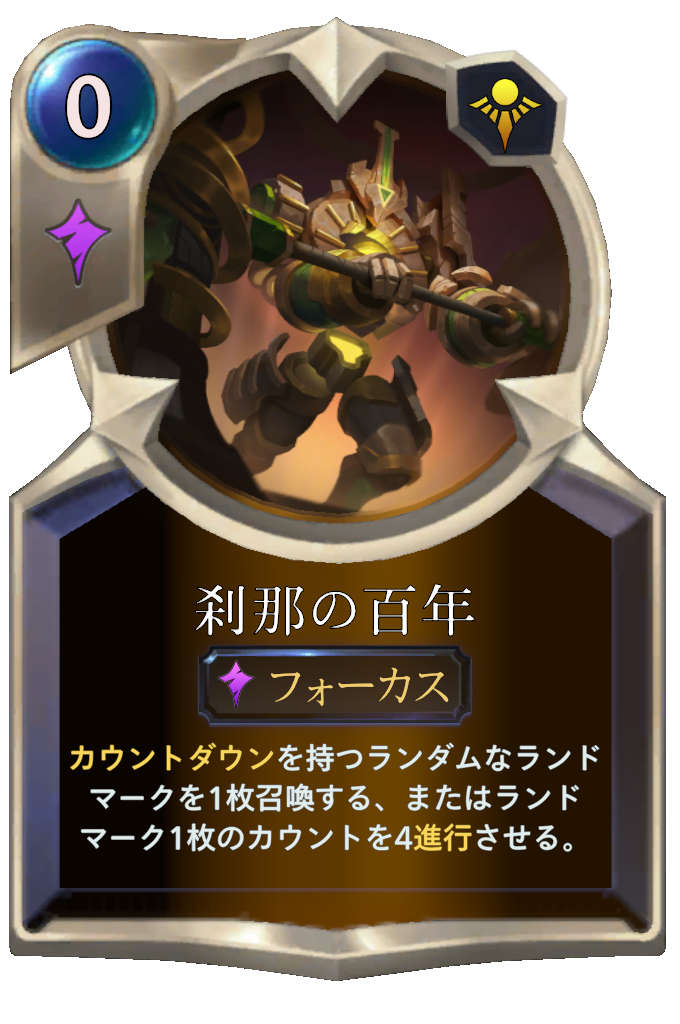 0
刹那の百年
フォーカス
カウントダウンを持つランダムなランド
マークを1枚召喚する、またはランド
マーク1枚のカウントを4進行させる。